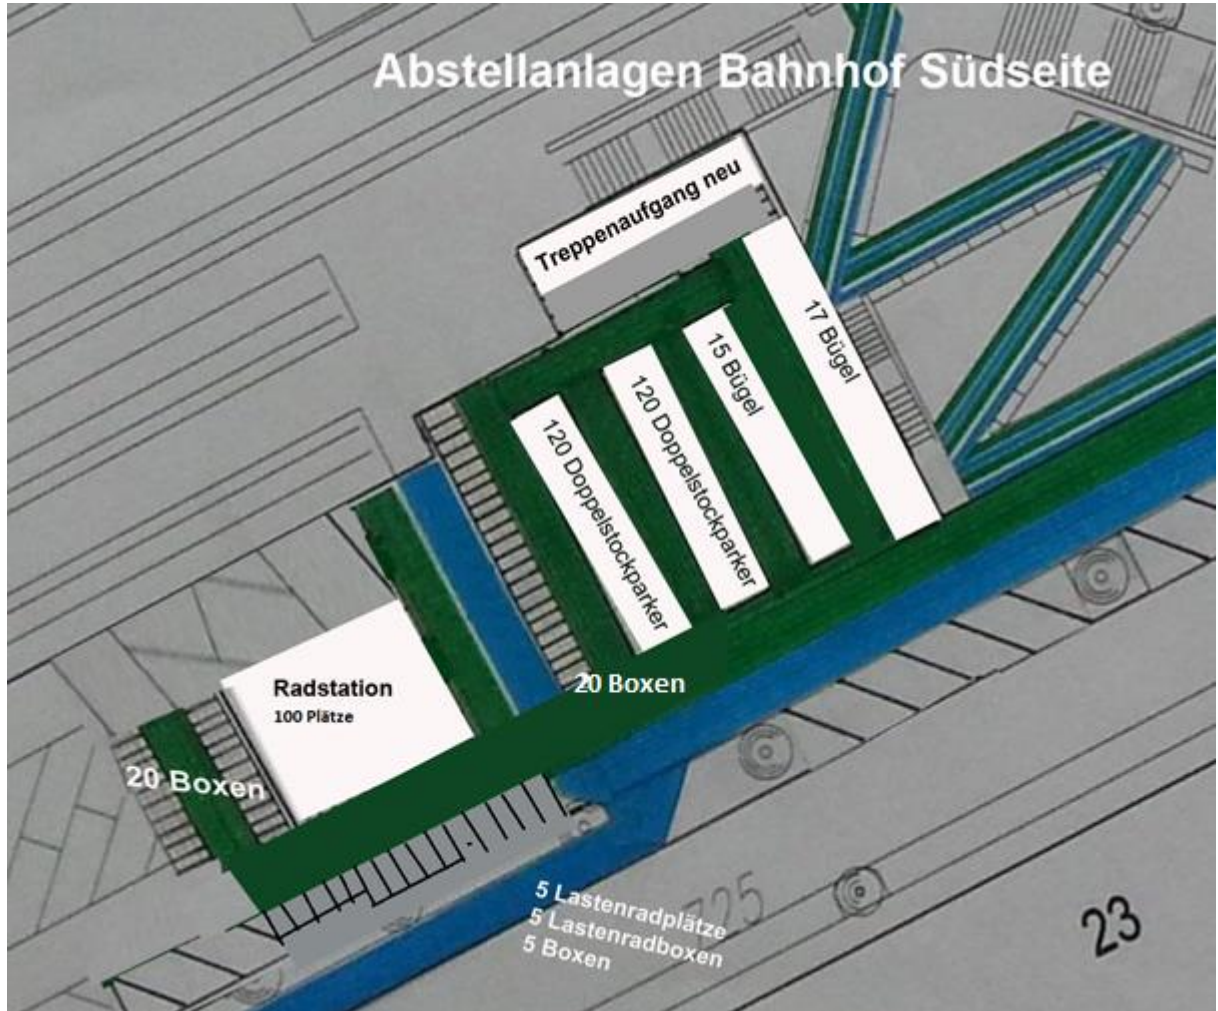 Abstellanlagen Bahnhof Südseite
Treppenaufgang neu
17 Bügel
15 Bügel
120 Doppelstockparker
120 Doppelstockparker
20 Boxen
Radstation
100 Plätze
20 Boxen
5 Lastenradplätze
5 Lastenradboxen
5 Boxen
725
23